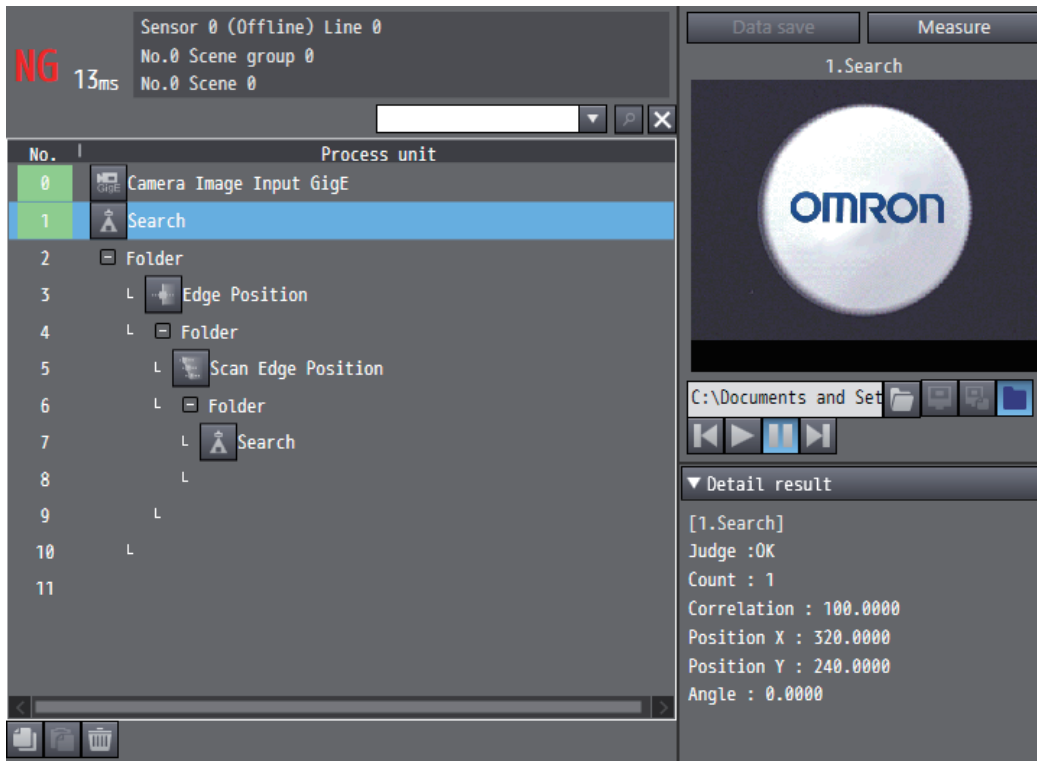 NG 13ms
Sensor 0 (Offline) Line 0
No.0 Scene group 0
No.0 Scene 0
No. Process unit
0 GigE Camera Image Input GigE
1 Search
2 Folder
3 Edge Position
4 Folder
5 Scan Edge Position
6 Folder
7 Search
8
9
10
11
Data save Measure
1.Search
OMRON
C:\Documents and Set
Detail result
[1.Search]
Judge :OK
Count : 1
Correlation : 100.0000
Position X : 320.0000
Position Y : 240.0000
Angle : 0.0000